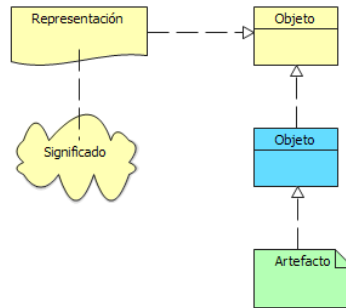 Representación
Objeto
Significado
Objeto
Artefacto